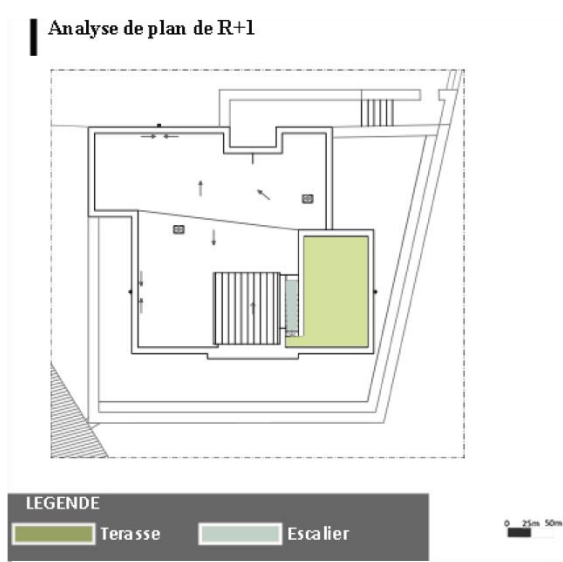 Analyse de plan de R+1
LEGENDE
Terasse
Escalier
0 25m 50m